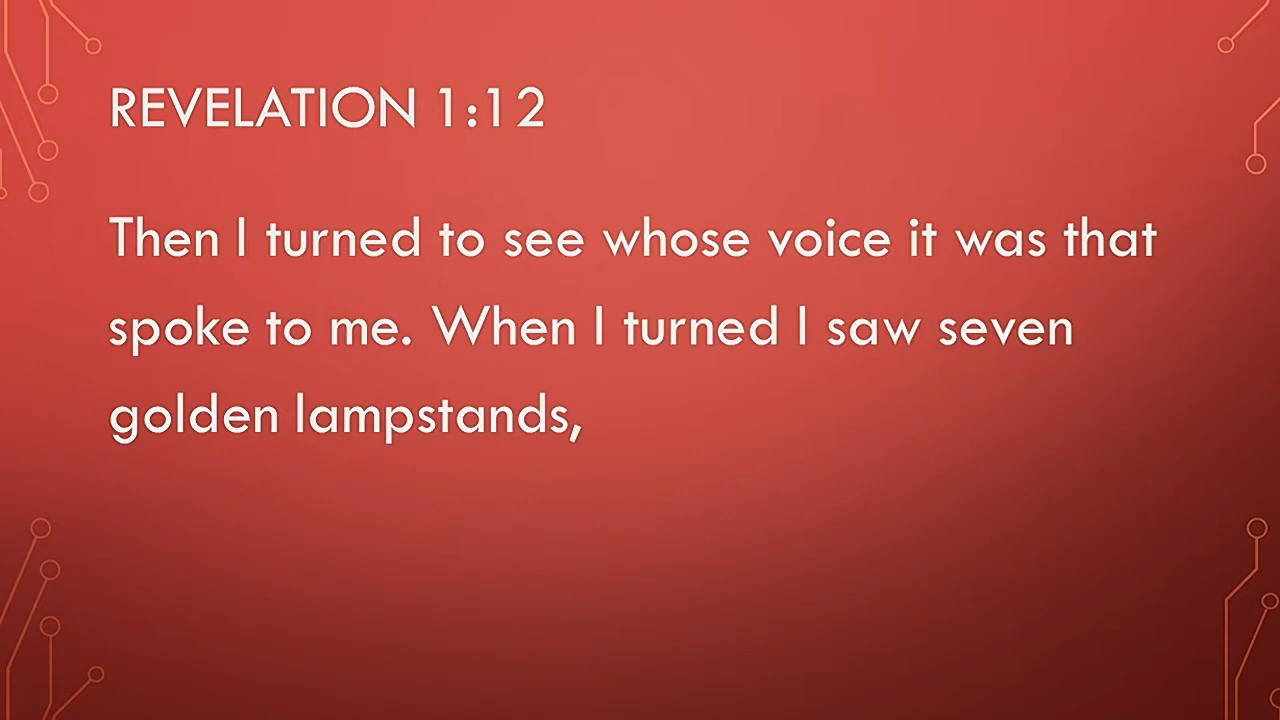 REVELATION 1:12
Then I turned to see whose voice it was that
spoke to me. When I turned I saw seven
golden lampstands,